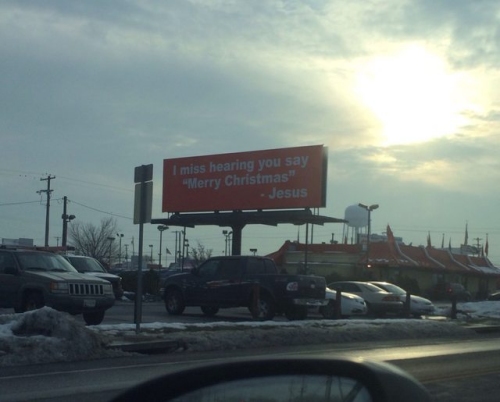 I miss hearing you say
"Merry Christmas"
- Jesus